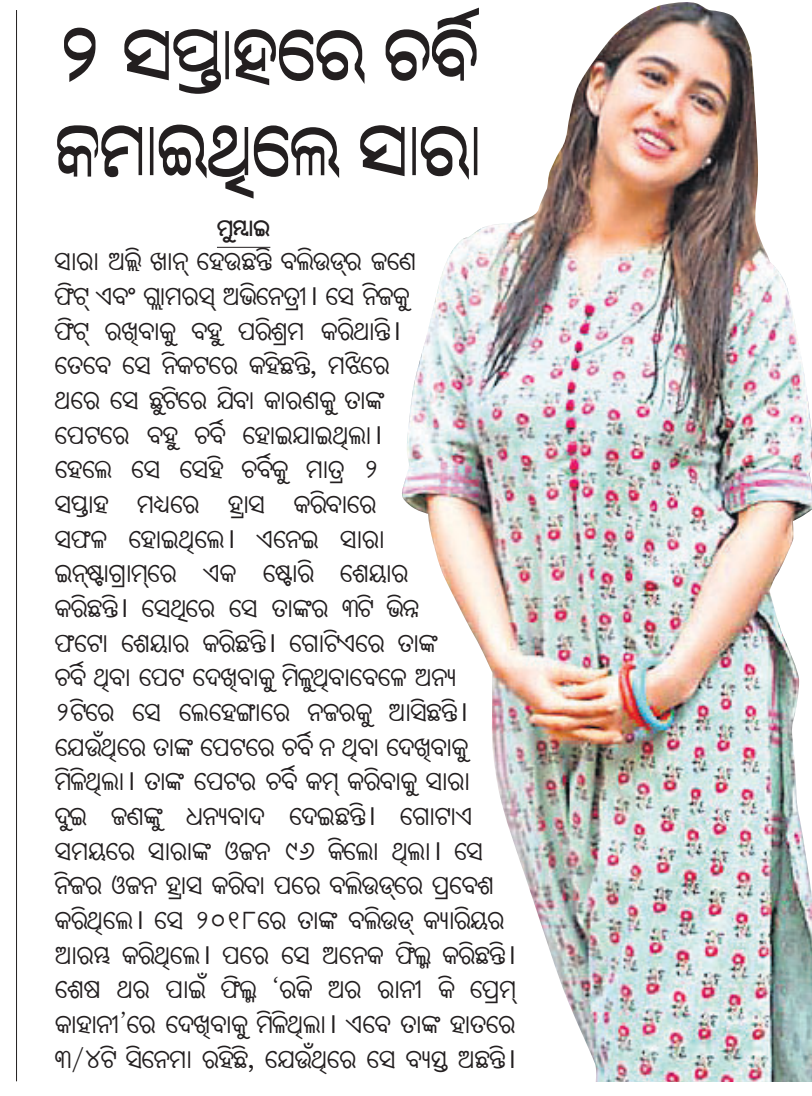 ୨ ସପ୍ତାହରେ ଚର୍ବି
କମାଇଥିଲେ ସାରା
ମୁମ୍ବାଇ
ସାରା ଅଲ୍ଲି ଖାନ୍ ହେଉଛନ୍ତି ବଲିଉଡ୍‌ର ଜଣେ
ଫିଟ୍ ଏବଂ ଗ୍ଲାମରସ୍ ଅଭିନେତ୍ରୀ। ସେ ନିଜକୁ
ଫିଟ୍ ରଖିବାକୁ ବହୁ ପରିଶ୍ରମ କରିଥାନ୍ତି।
ତେବେ ସେ ନିକଟରେ କହିଛନ୍ତି, ମଝିରେ
ଥରେ ସେ ଛୁଟିରେ ଯିବା କାରଣକୁ ତାଙ୍କ
ପେଟରେ ବହୁ ଚର୍ବି ହୋଇଯାଇଥିଲା।
ହେଲେ ସେ ସେହି ଚର୍ବିକୁ ମାତ୍ର ୨
ସପ୍ତାହ ମଧ୍ୟରେ ହ୍ରାସ କରିବାରେ
ସଫଳ ହୋଇଥିଲେ। ଏନେଇ ସାରା
ଇନ୍‌ଷ୍ଟାଗ୍ରାମ୍‌ରେ ଏକ ଷ୍ଟୋରି ଶେୟାର
କରିଛନ୍ତି। ସେଥିରେ ସେ ତାଙ୍କର ୩ଟି ଭିନ୍ନ
ଫଟୋ ଶେୟାର କରିଛନ୍ତି। ଗୋଟିଏରେ ତାଙ୍କ
ଚର୍ବି ଥିବା ପେଟ ଦେଖିବାକୁ ମିଳୁଥିବାବେଳେ ଅନ୍ୟ
୨ଟିରେ ସେ ଲେହେଙ୍ଗାରେ ନଜରକୁ ଆସିଛନ୍ତି।
ଯେଉଁଥିରେ ତାଙ୍କ ପେଟରେ ଚର୍ବି ନ ଥିବା ଦେଖିବାକୁ
ମିଳିଥିଲା। ତାଙ୍କ ପେଟର ଚର୍ବି କମ୍ କରିବାକୁ ସାରା
ଦୁଇ ଜଣଙ୍କୁ ଧନ୍ୟବାଦ ଦେଇଛନ୍ତି। ଗୋଟାଏ
ସମୟରେ ସାରାଙ୍କ ଓଜନ ୯୬ କିଲୋ ଥିଲା। ସେ
ନିଜର ଓଜନ ହ୍ରାସ କରିବା ପରେ ବଲିଉଡ୍‌ରେ ପ୍ରବେଶ
କରିଥିଲେ। ସେ ୨୦୧୮ରେ ତାଙ୍କ ବଲିଉଡ୍ କ୍ୟାରିୟର
ଆରମ୍ଭ କରିଥିଲେ। ପରେ ସେ ଅନେକ ଫିଲ୍ମ କରିଛନ୍ତି।
ଶେଷ ଥର ପାଇଁ ଫିଲ୍ମ ‘ରକି ଅର ରାନୀ କି ପ୍ରେମ୍
କାହାନୀ’ରେ ଦେଖିବାକୁ ମିଳିଥିଲା। ଏବେ ତାଙ୍କ ହାତରେ
୩/୪ଟି ସିନେମା ରହିଛି, ଯେଉଁଥିରେ ସେ ବ୍ୟସ୍ତ ଅଛନ୍ତି।